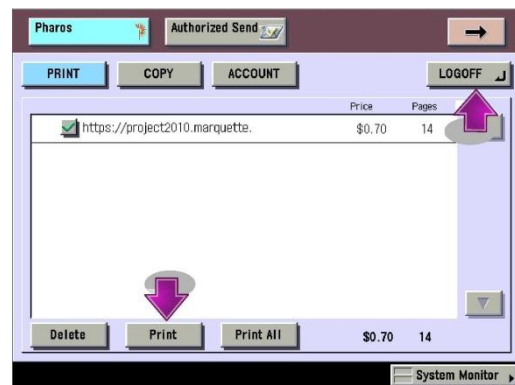 Pharos Authorized Send
PRINT COPY ACCOUNT LOGOFF
Price Pages
https://project2010.marquette. $0.70 14
Delete Print Print All $0.70 14
System Monitor